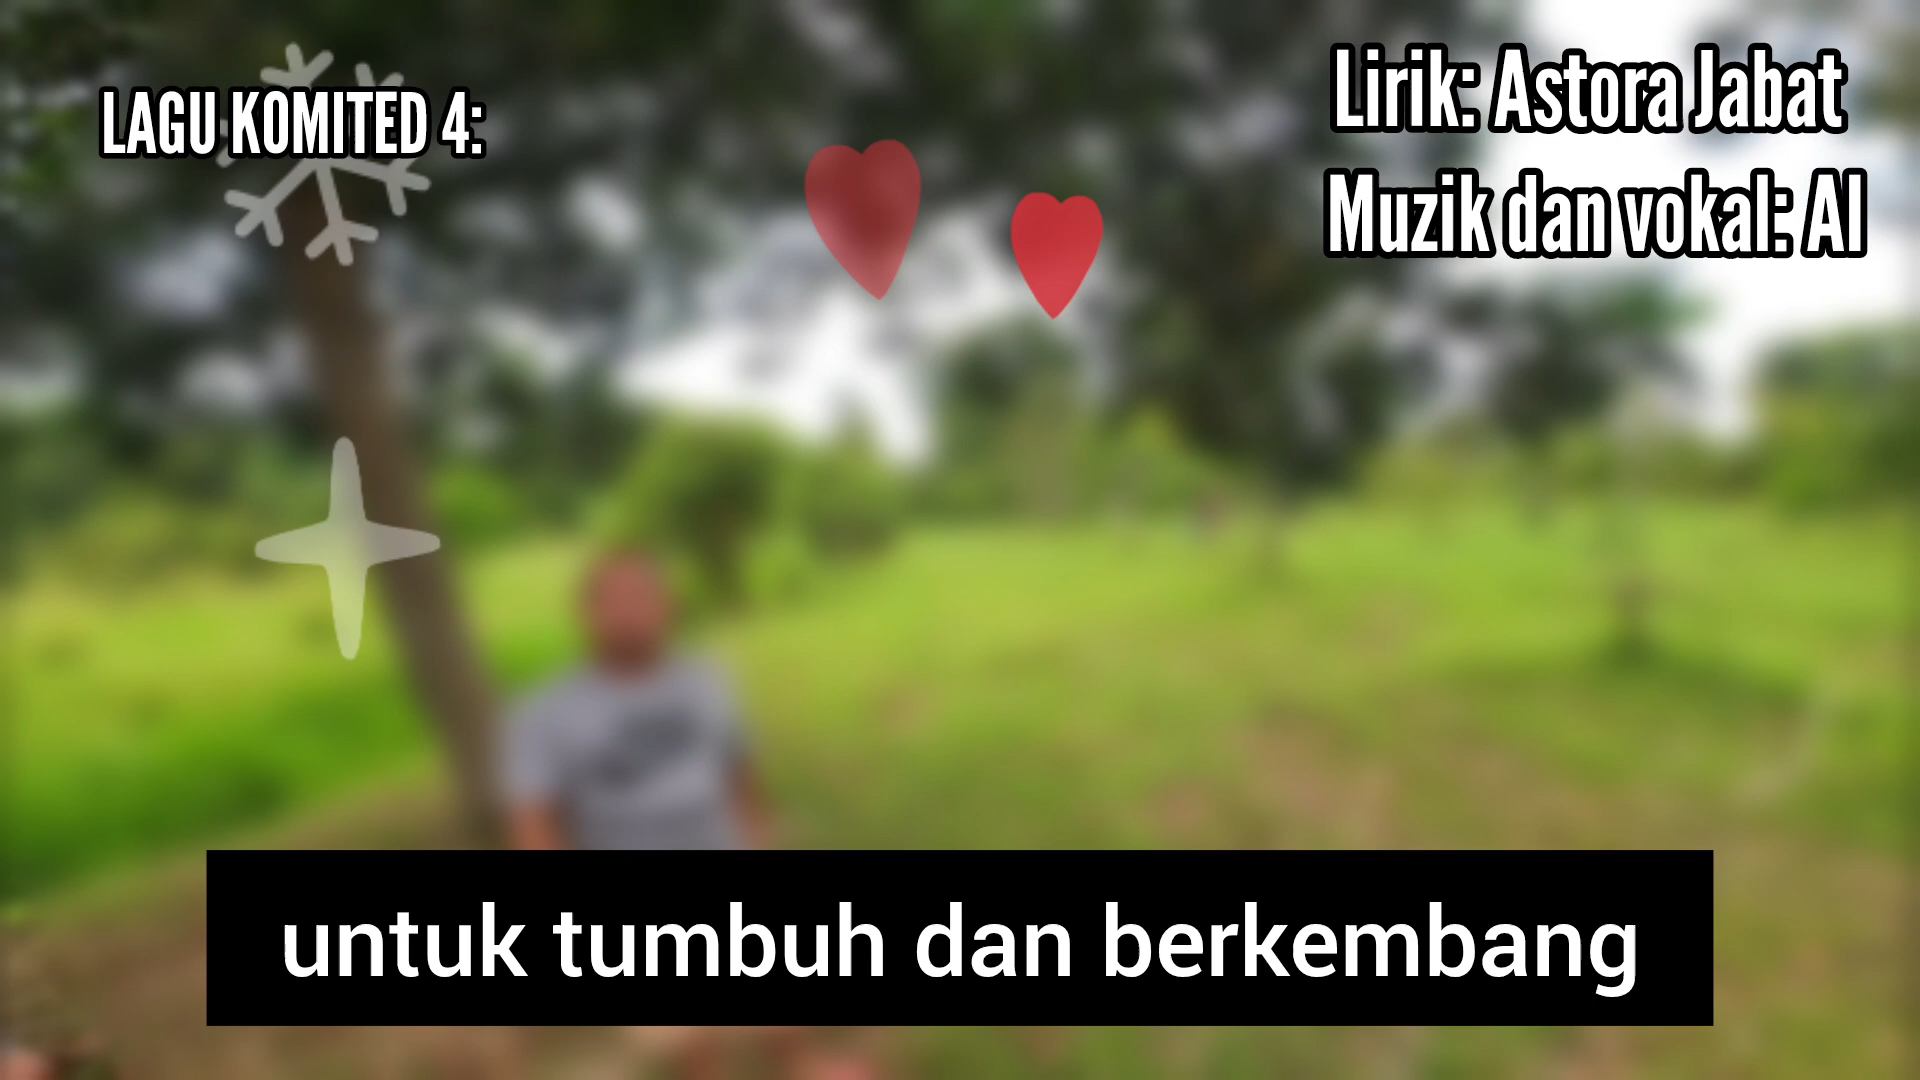 LAGU KOMITED 4:
Lirik: Astora Jabat
Muzik dan vokal: AI
untuk tumbuh dan berkembang